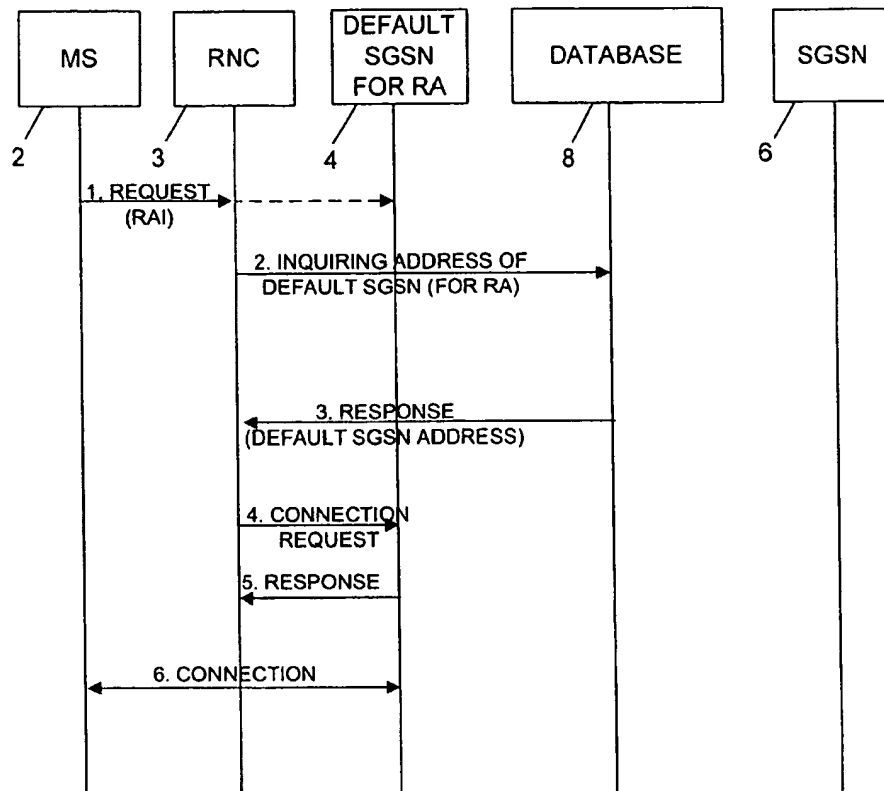 MS
RNC
DEFAULT
SGSN
FOR RA
DATABASE
SGSN
2
3
4
8
6
1. REQUEST
(RAI)
2. INQUIRING ADDRESS OF
DEFAULT SGSN (FOR RA)
3. RESPONSE
(DEFAULT SGSN ADDRESS)
4. CONNECTION
REQUEST
5. RESPONSE
6. CONNECTION